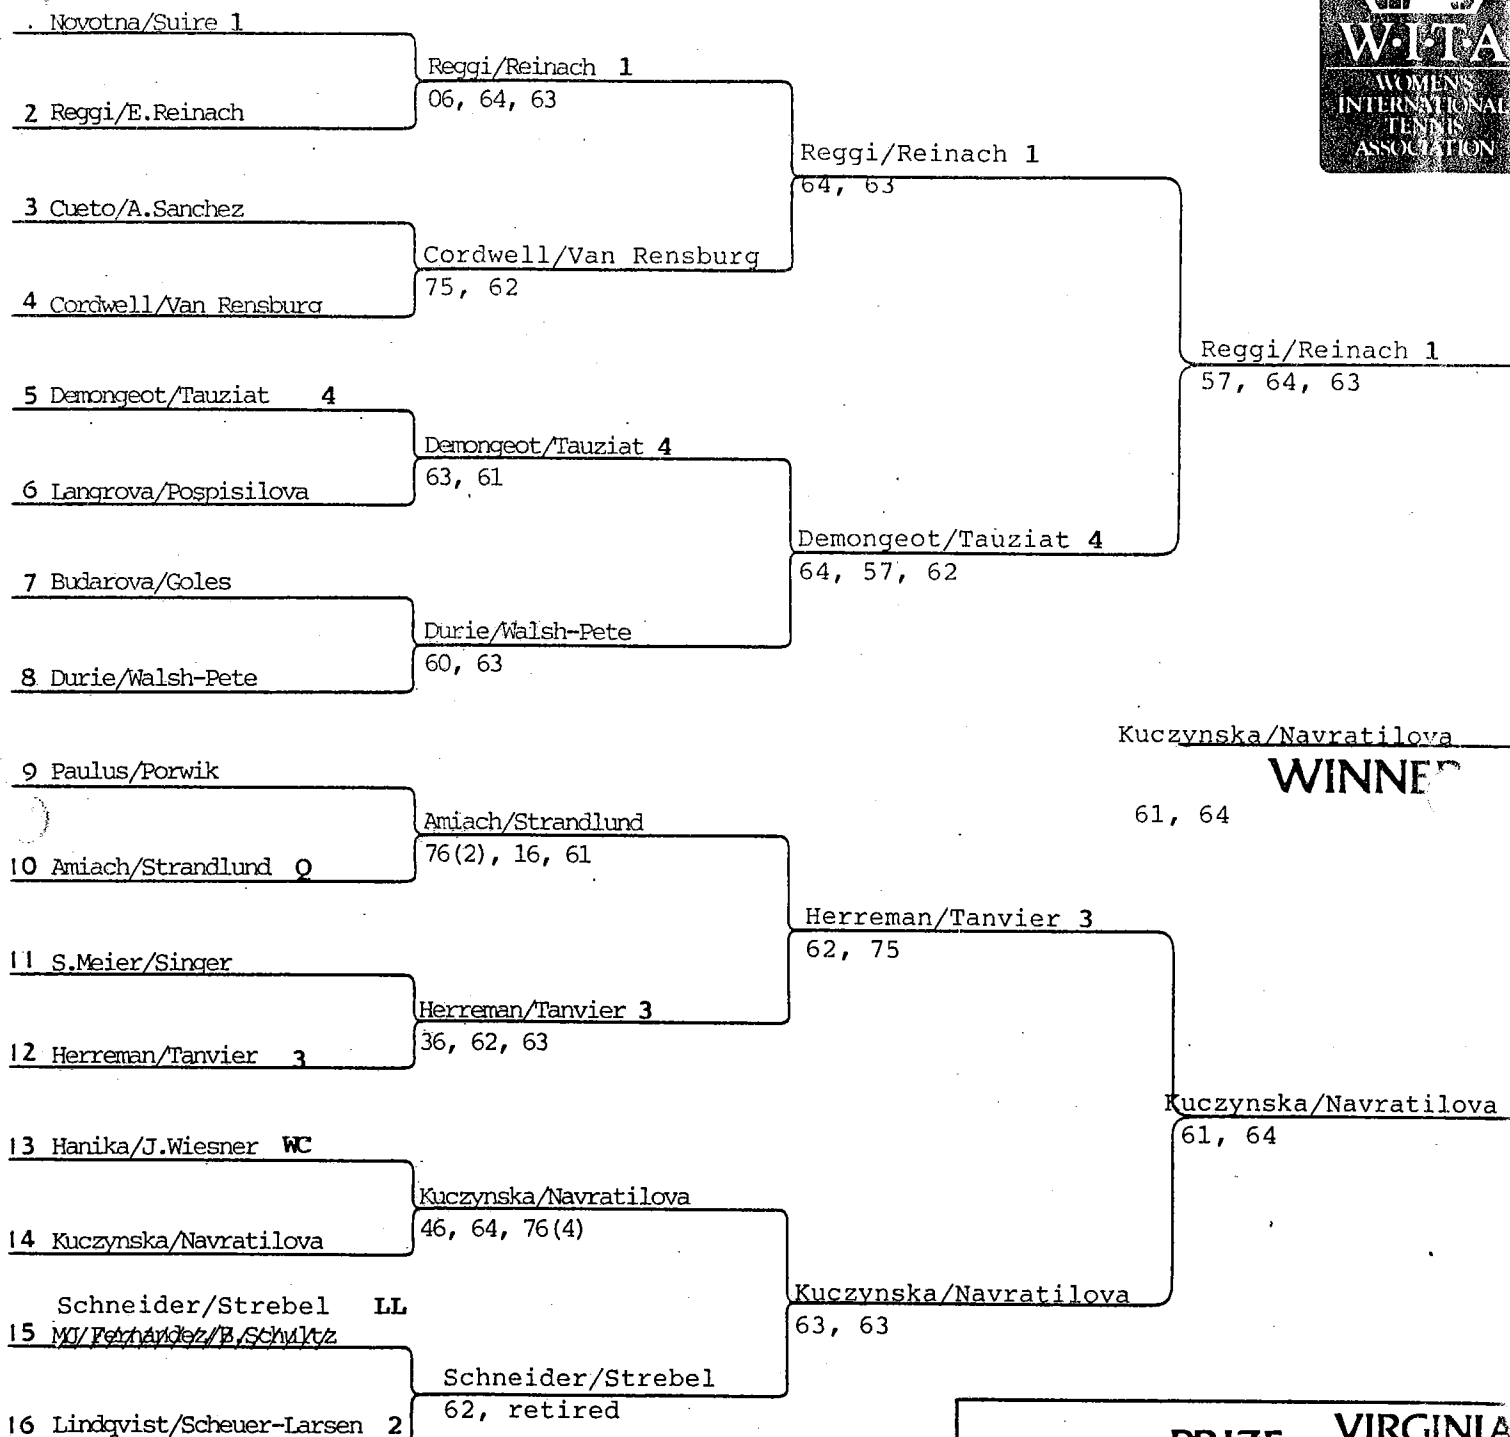 . Novotna/Suire 1
2 Reggi/E.Reinach
3 Cueto/A.Sanchez
4 Cordwell/Van Rensburg
5 Demongeot/Tauziat 4
6 Langrova/Pospisilova
7 Budarova/Goles
8 Durie/Walsh-Pete
9 Paulus/Porwik
10 Amiach/Strandlund Q
11 S.Meier/Singer
12 Herreman/Tanvier 3
13 Hanika/J.Wiesner WC
14 Kuczynska/Navratilova
Schneider/Strebel LL
15 MJ/Fernandez/B.Schultz
16 Lindqvist/Scheuer-Larsen 2
Reggi/Reinach 1
06, 64, 63
Cordwell/Van Rensburg
75, 62
Demongeot/Tauziat 4
63, 61
Durie/Walsh-Pete
60, 63
Amiach/Strandlund
76(2), 16, 61
Herreman/Tanvier 3
36, 62, 63
Kuczynska/Navratilova
46, 64, 76(4)
Schneider/Strebel
62, retired
Reggi/Reinach 1
64, 63
Demongeot/Tauziat 4
64, 57, 62
Herreman/Tanvier 3
62, 75
Kuczynska/Navratilova
63, 63
Reggi/Reinach 1
57, 64, 63
Kuczynska/Navratilova
61, 64
Kuczynska/Navratilova
WINNER
61, 64
W·I·T·A
WOMEN'S
INTERNATIONAL
TENNIS
ASSOCIATION
PRIZE VIRGINIA